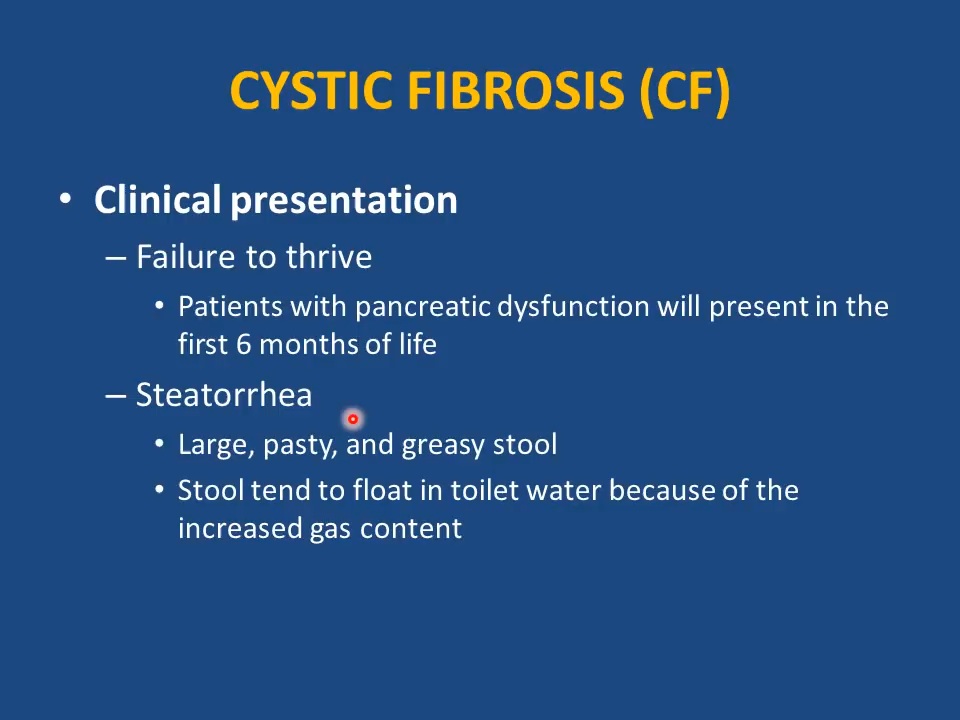 CYSTIC FIBROSIS (CF)
• Clinical presentation
– Failure to thrive
• Patients with pancreatic dysfunction will present in the
first 6 months of life
– Steatorrhea
• Large, pasty, and greasy stool
• Stool tend to float in toilet water because of the
increased gas content